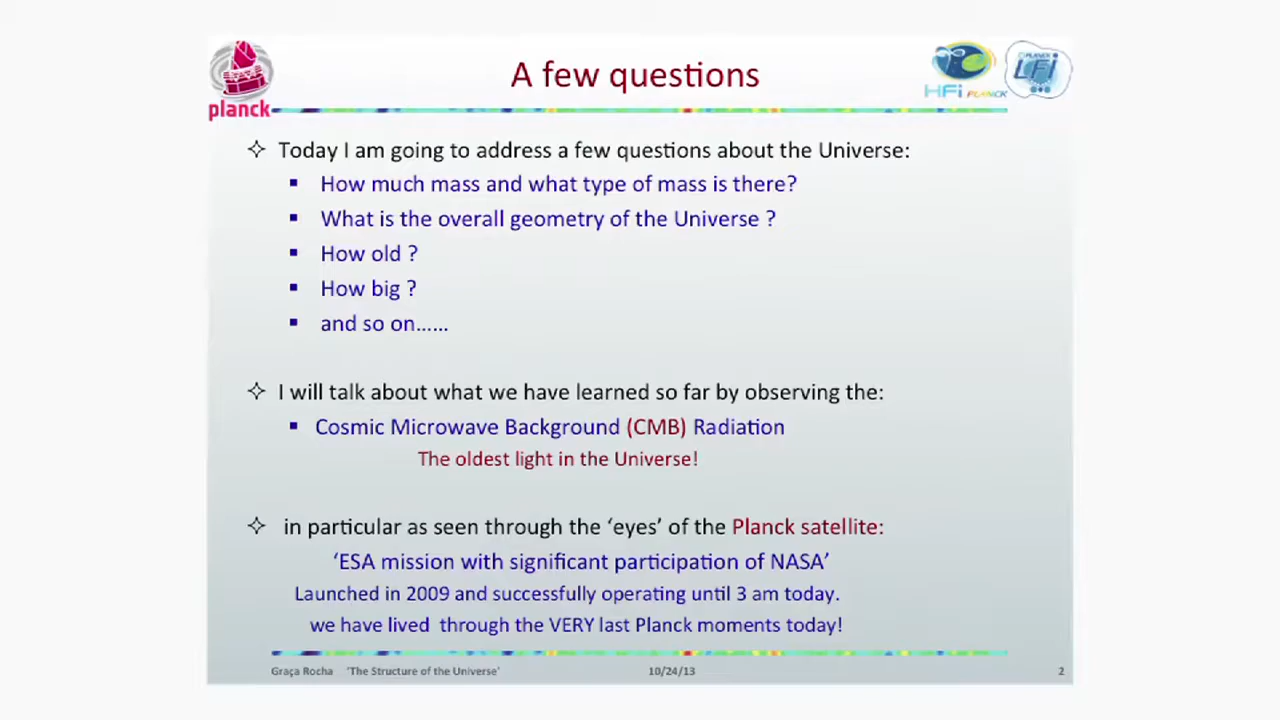 planck
A few questions
HFi PLANCK
PLANCK
LFi
Today I am going to address a few questions about the Universe:
How much mass and what type of mass is there?
What is the overall geometry of the Universe ?
How old ?
How big ?
and so on......
I will talk about what we have learned so far by observing the:
Cosmic Microwave Background (CMB) Radiation
The oldest light in the Universe!
in particular as seen through the ‘eyes’ of the Planck satellite:
‘ESA mission with significant participation of NASA’
Launched in 2009 and successfully operating until 3 am today.
we have lived through the VERY last Planck moments today!
Graça Rocha ‘The Structure of the Universe’ 10/24/13 2